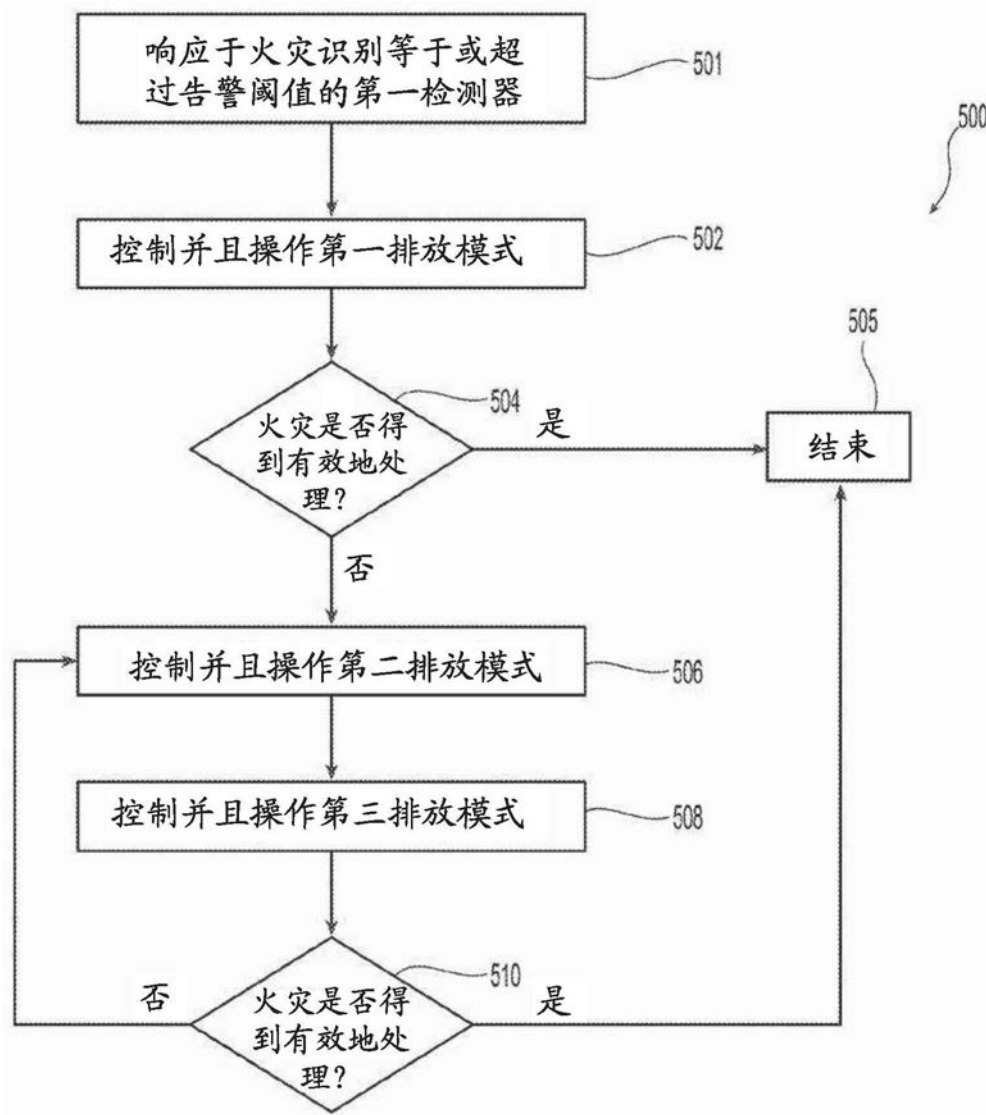 响应于火灾识别等于或超
过告警阈值的第一检测器
501
500
控制并且操作第一排放模式
502
505
504
火灾是否得
到有效地处
理?
是
结束
否
控制并且操作第二排放模式
506
控制并且操作第三排放模式
508
510
否
火灾是否得
到有效地处
理?
是